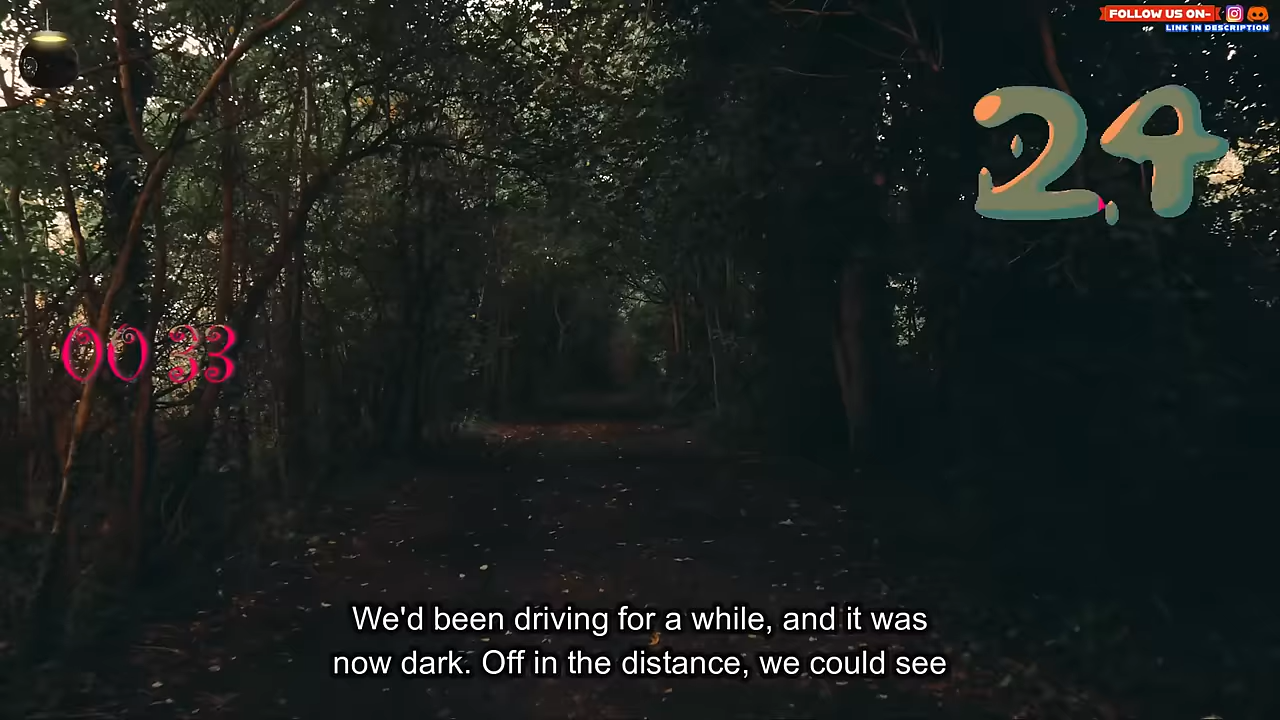 FOLLOW US ON-
LINK IN DESCRIPTION
24
00 33
We'd been driving for a while, and it was
now dark. Off in the distance, we could see